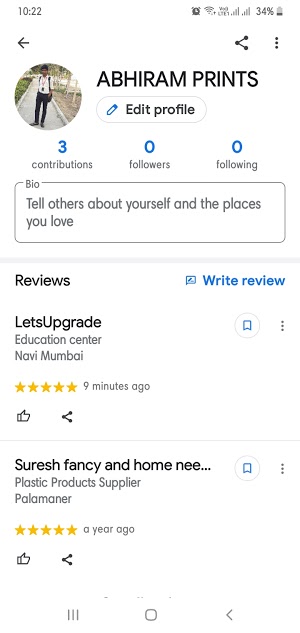 10:22
34%
ABHIRAM PRINTS
Edit profile
3
0
0
contributions
followers
following
Bio
Tell others about yourself and the places
you love
Reviews
Write review
LetsUpgrade
Education center
Navi Mumbai
9 minutes ago
Suresh fancy and home nee...
Plastic Products Supplier
Palamaner
a year ago